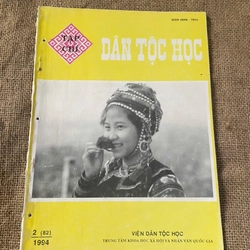 TẠP
CHÍ
DÂN TỘC HỌC
2 (82)
1994
VIỆN DÂN TỘC HỌC
TRUNG TÂM KHOA HỌC XÃ HỘI VÀ NHÂN VĂN QUỐC GIA